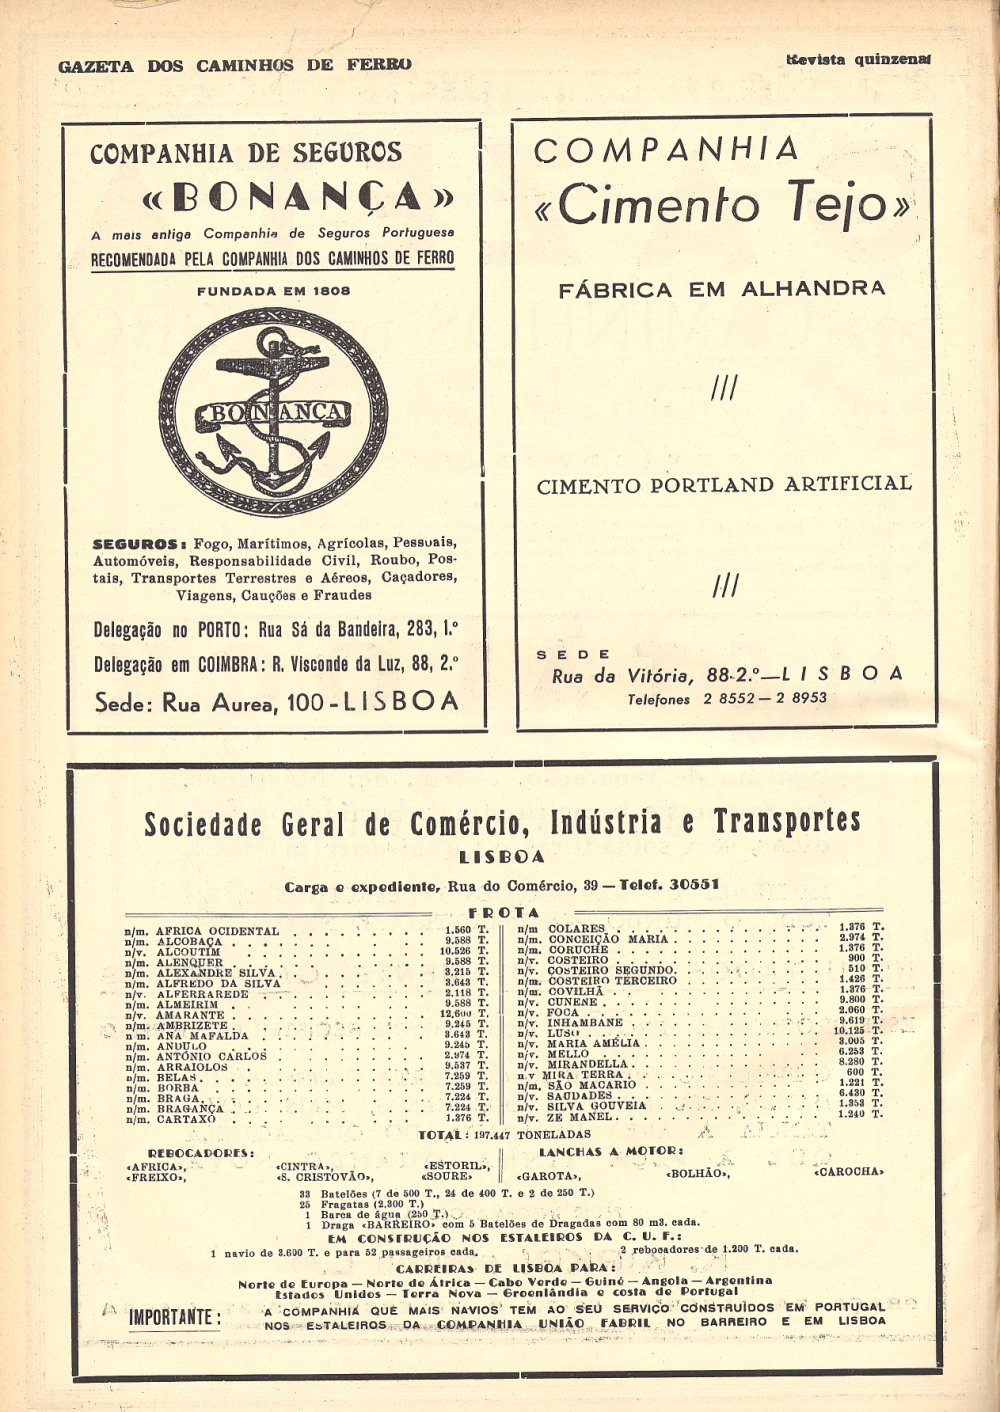 GAZETA DOS CAMINHOS DE FERRO
Revista quinzenal
COMPANHIA DE SEGUROS
«BONANÇA»
A mais antiga Companhia de Seguros Portuguesa
RECOMENDADA PELA COMPANHIA DOS CAMINHOS DE FERRO
FUNDADA EM 1808
BONANÇA
SEGUROS: Fogo, Marítimos, Agrícolas, Pessoais,
Automóveis, Responsabilidade Civil, Roubo, Pos-
tais, Transportes Terrestres e Aéreos, Caçadores,
Viagens, Cauções e Fraudes
Delegação no PORTO: Rua Sá da Bandeira, 283, 1.º
Delegação em COIMBRA: R. Visconde da Luz, 88, 2.º
Sede: Rua Aurea, 100-LISBOA
COMPANHIA
«Cimento Tejo»
FÁBRICA EM ALHANDRA
///
CIMENTO PORTLAND ARTIFICIAL
///
SEDE
Rua da Vitória, 88-2.º—LISBOA
Telefones 2 8552 — 2 8953
Sociedade Geral de Comércio, Indústria e Transportes
LISBOA
Carga e expediente, Rua do Comércio, 39 — Telef. 30551
FROTA
n/m. AFRICA OCIDENTAL . . . . . . . . . 1.560 T.
n/m. ALCOBAÇA . . . . . . . . . . . . 9.588 T.
n/v. ALCOUTIM . . . . . . . . . . . . 10.526 T.
n/m. ALENQUER . . . . . . . . . . . . 9.588 T.
n/m. ALEXANDRE SILVA . . . . . . . . . 3.215 T.
n/m. ALFREDO DA SILVA . . . . . . . . . 3.643 T.
n/v. ALFERRAREDE . . . . . . . . . . . 2.118 T.
n/m. ALMEIRIM . . . . . . . . . . . . 9.588 T.
n/v. AMARANTE . . . . . . . . . . . . 12.600 T.
n/m. AMBRIZETE . . . . . . . . . . . . 9.245 T.
n/m. ANA MAFALDA . . . . . . . . . . . 3.643 T.
n/m. ANDULO . . . . . . . . . . . . . 9.245 T.
n/m. ANTÓNIO CARLOS . . . . . . . . . . 2.974 T.
n/m. ARRAIOLOS . . . . . . . . . . . . 9.537 T.
n/m. BELAS . . . . . . . . . . . . . . 7.259 T.
n/m. BORBA . . . . . . . . . . . . . . 7.259 T.
n/m. BRAGA . . . . . . . . . . . . . . 7.224 T.
n/m. BRAGANÇA . . . . . . . . . . . . 7.224 T.
n/m. CARTAXO . . . . . . . . . . . . . 1.376 T.
n/m COLARES . . . . . . . . . . . . . 1.376 T.
n/m. CONCEIÇÃO MARIA . . . . . . . . . 2.974 T.
n/m. CORUCHE . . . . . . . . . . . . . 1.376 T.
n/v. COSTEIRO . . . . . . . . . . . . 900 T.
n/v. COSTEIRO SEGUNDO . . . . . . . . . 510 T.
n/m. COSTEIRO TERCEIRO . . . . . . . . 1.426 T.
n/m. COVILHÃ . . . . . . . . . . . . . 1.376 T.
n/v. CUNENE . . . . . . . . . . . . . 9.800 T.
n/v. FOCA . . . . . . . . . . . . . . 2.060 T.
n/v. INHAMBANE . . . . . . . . . . . . 9.619 T.
n/v. LUSO . . . . . . . . . . . . . . 10.125 T.
n/v. MARIA AMÉLIA . . . . . . . . . . . 3.005 T.
n/v. MELLO . . . . . . . . . . . . . . 6.253 T.
n/v. MIRANDELLA . . . . . . . . . . . . 8.280 T.
n.v MIRA TERRA . . . . . . . . . . . . 600 T.
n/m. SÃO MACARIO . . . . . . . . . . . 1.221 T.
n/v. SAUDADES . . . . . . . . . . . . 6.430 T.
n/v. SILVA GOUVEIA . . . . . . . . . . 1.353 T.
n/v. ZE MANEL . . . . . . . . . . . . 1.240 T.
TOTAL: 197.447 TONELADAS
REBOCADORES:
«AFRICA», «CINTRA», «ESTORIL»,
«FREIXO», «S. CRISTOVÃO», «SOURE»
LANCHAS A MOTOR:
«GAROTA», «BOLHÃO», «CAROCHA»
33 Batelões (7 de 500 T., 24 de 400 T. e 2 de 250 T.)
25 Fragatas (2,300 T.)
1 Barca de água (250 T.)
1 Draga «BARREIRO» com 5 Batelões de Dragadas com 80 m3. cada.
EM CONSTRUÇÃO NOS ESTALEIROS DA C. U. F.:
1 navio de 3.600 T. e para 52 passageiros cada. 2 rebocadores de 1.200 T. cada.
CARREIRAS DE LISBOA PARA:
Norte de Europa — Norte de África — Cabo Verde — Guiné — Angola — Argentina
Estados Unidos — Terra Nova — Groenlândia e costa de Portugal
IMPORTANTE: A COMPANHIA QUE MAIS NAVIOS TEM AO SEU SERVIÇO CONSTRUÍDOS EM PORTUGAL
NOS ESTALEIROS DA COMPANHIA UNIÃO FABRIL NO BARREIRO E EM LISBOA